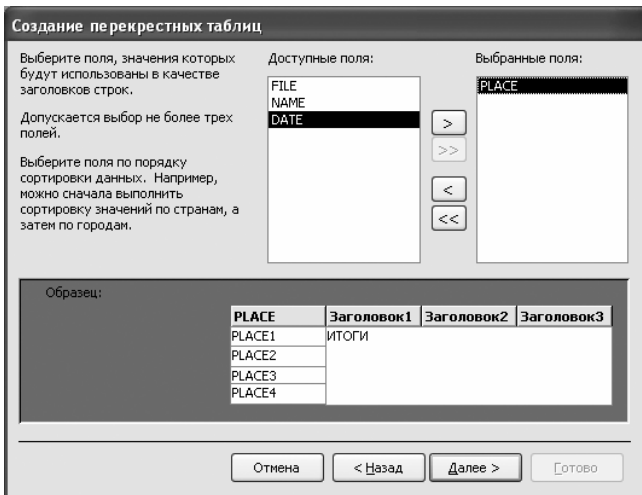 Создание перекрестных таблиц
Выберите поля, значения которых
будут использованы в качестве
заголовков строк.
Допускается выбор не более трех
полей.
Выберите поля по порядку
сортировки данных. Например,
можно сначала выполнить
сортировку значений по странам, а
затем по городам.
Доступные поля:
FILE
NAME
DATE
>
>>
<
<<
Выбранные поля:
PLACE
Образец:
PLACE Заголовок1 Заголовок2 Заголовок3
PLACE1 ИТОГИ
PLACE2
PLACE3
PLACE4
Отмена < Назад Далее > Готово